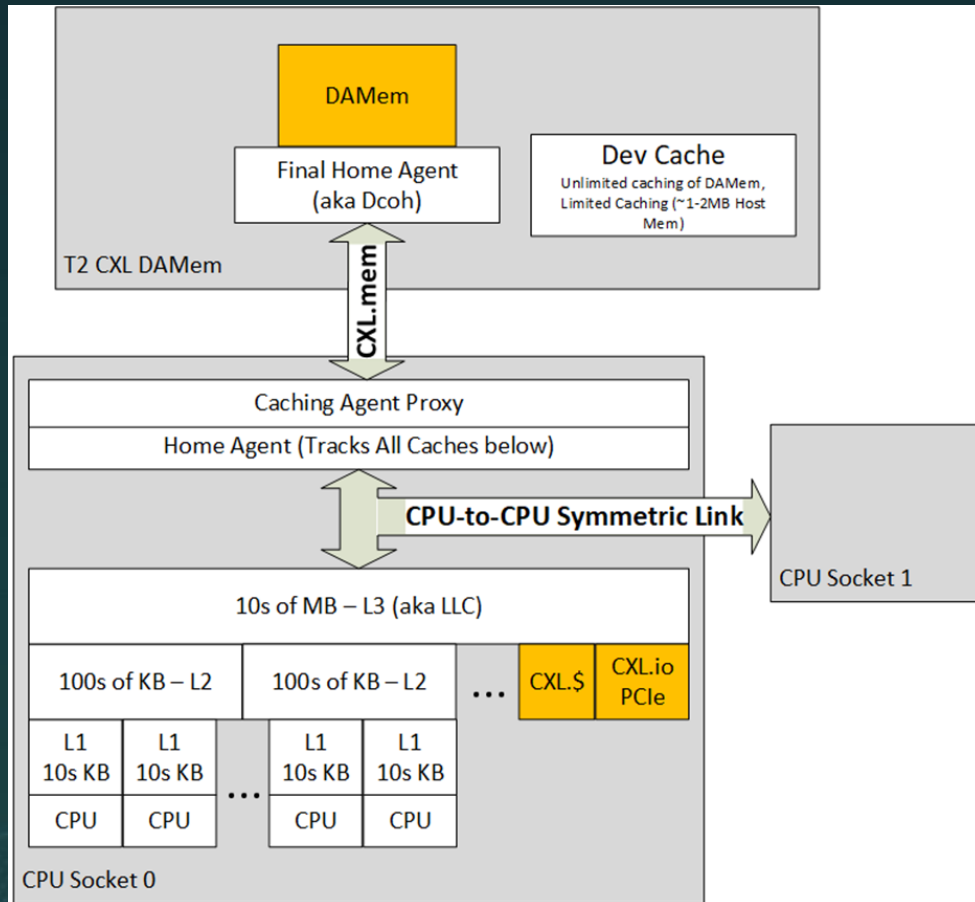 DAMem
Final Home Agent
(aka Dcoh)
Dev Cache
Unlimited caching of DAMem,
Limited Caching (~1-2MB Host
Mem)
T2 CXL DAMem
CXL.mem
Caching Agent Proxy
Home Agent (Tracks All Caches below)
CPU-to-CPU Symmetric Link
CPU Socket 1
10s of MB – L3 (aka LLC)
100s of KB – L2
100s of KB – L2
...
CXL.$
CXL.io
PCIe
L1
10s KB
L1
10s KB
...
L1
10s KB
L1
10s KB
CPU
CPU
CPU
CPU
CPU Socket 0